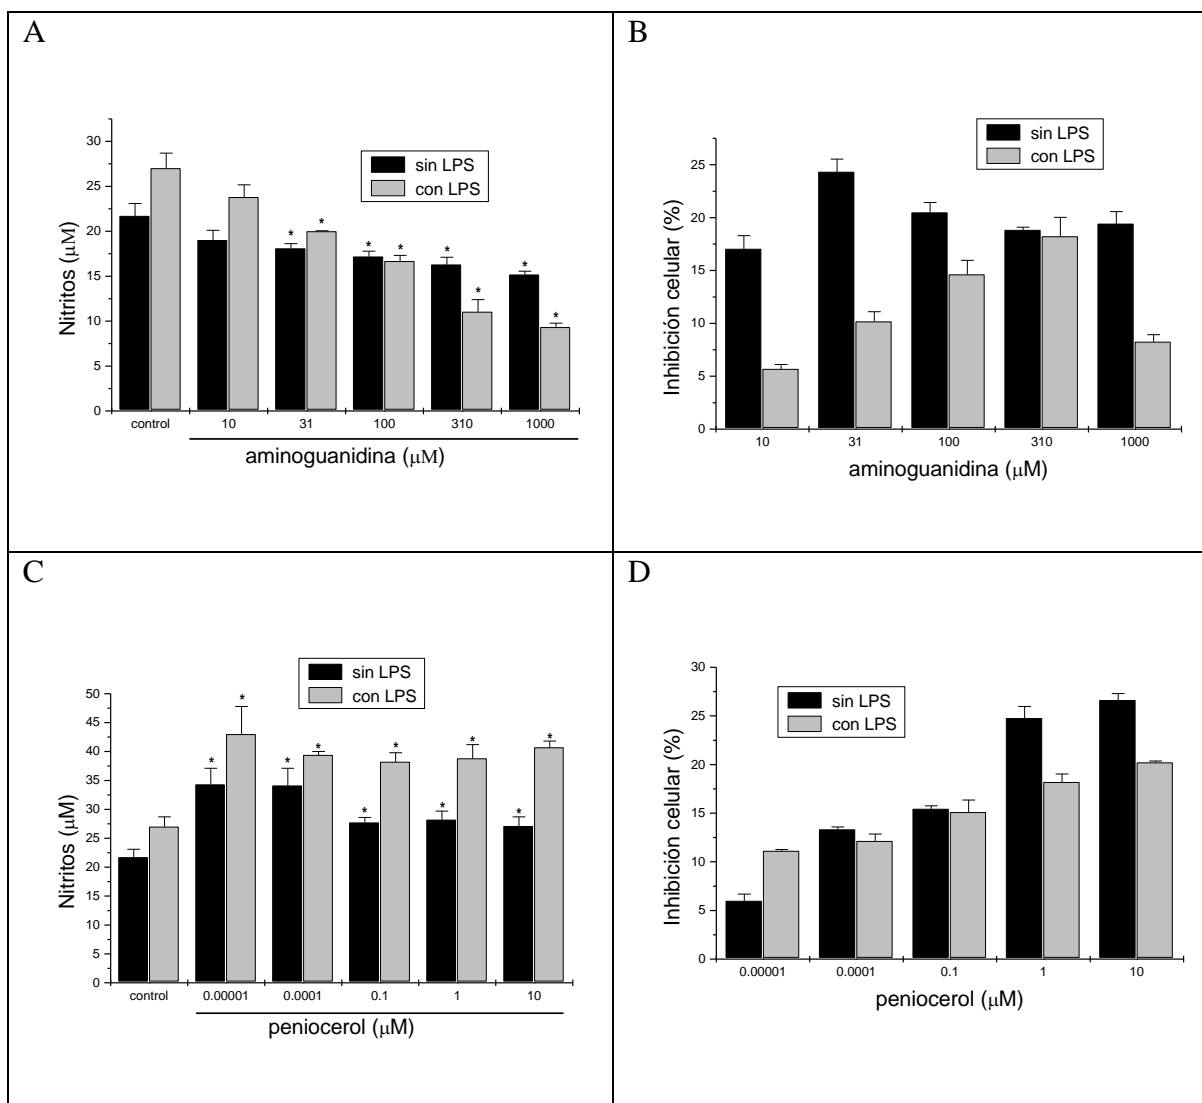 A
sin LPS
con LPS
Nitritos (μM)
30
25
20
15
10
5
0
* * * * * * * *
control 10 31 100 310 1000
aminoguanidina (μM)
B
sin LPS
con LPS
Inhibición celular (%)
25
20
15
10
5
0
10 31 100 310 1000
aminoguanidina (μM)
C
sin LPS
con LPS
Nitritos (μM)
50
45
40
35
30
25
20
15
10
5
0
* * * * * * * * * *
control 0.00001 0.0001 0.1 1 10
peniocerol (μM)
D
sin LPS
con LPS
Inhibición celular (%)
30
25
20
15
10
5
0
0.00001 0.0001 0.1 1 10
peniocerol (μM)